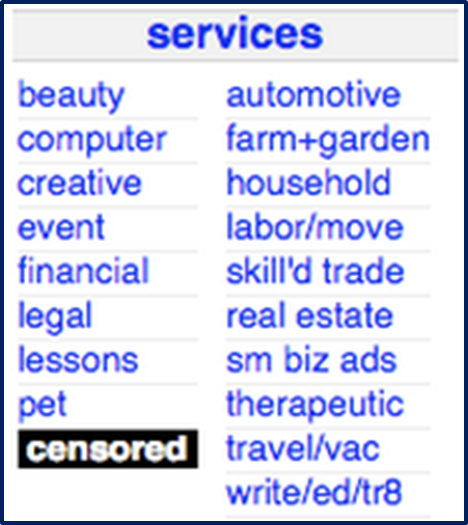 services
beauty
computer
creative
event
financial
legal
lessons
pet
censored
automotive
farm+garden
household
labor/move
skill'd trade
real estate
sm biz ads
therapeutic
travel/vac
write/ed/tr8